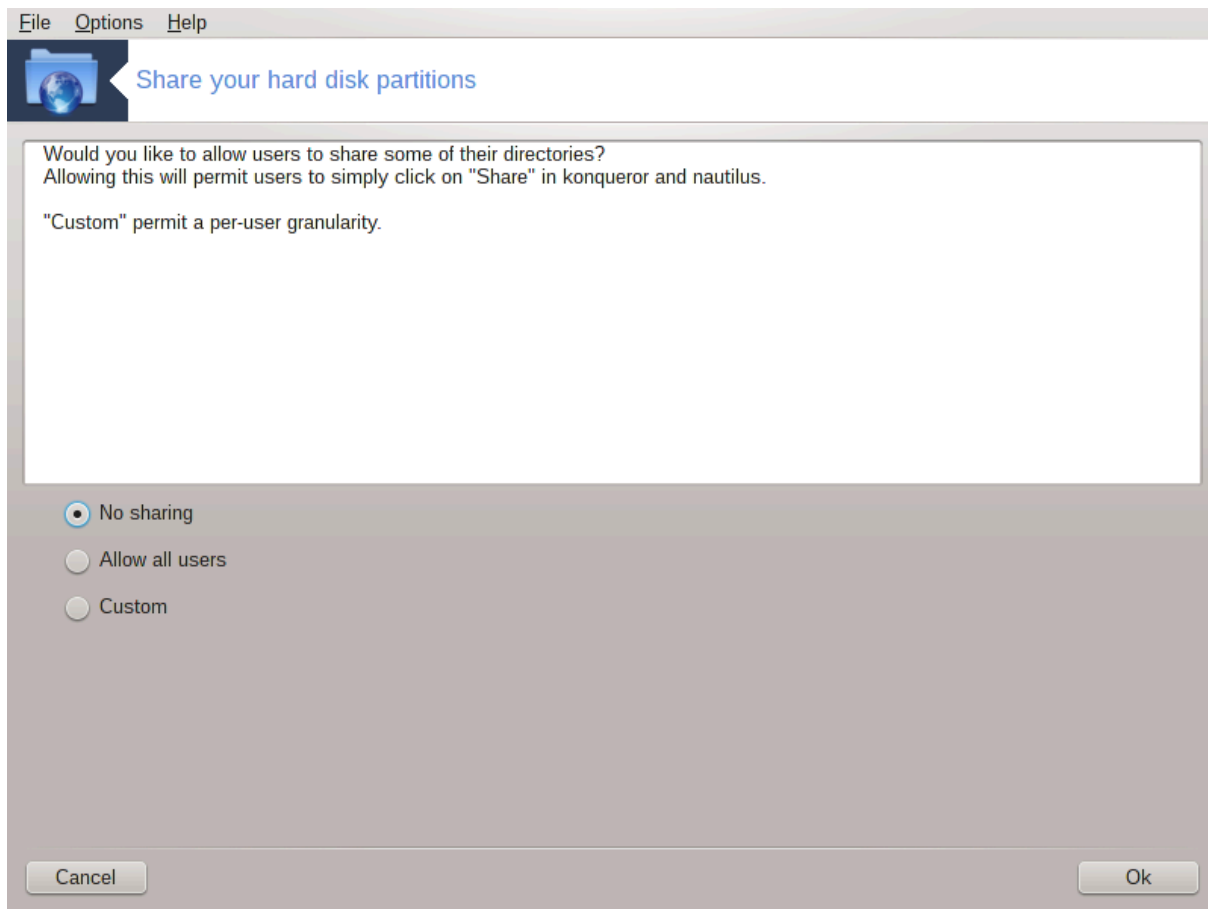 File Options Help
Share your hard disk partitions
Would you like to allow users to share some of their directories?
Allowing this will permit users to simply click on "Share" in konqueror and nautilus.
"Custom" permit a per-user granularity.
No sharing
Allow all users
Custom
Cancel Ok